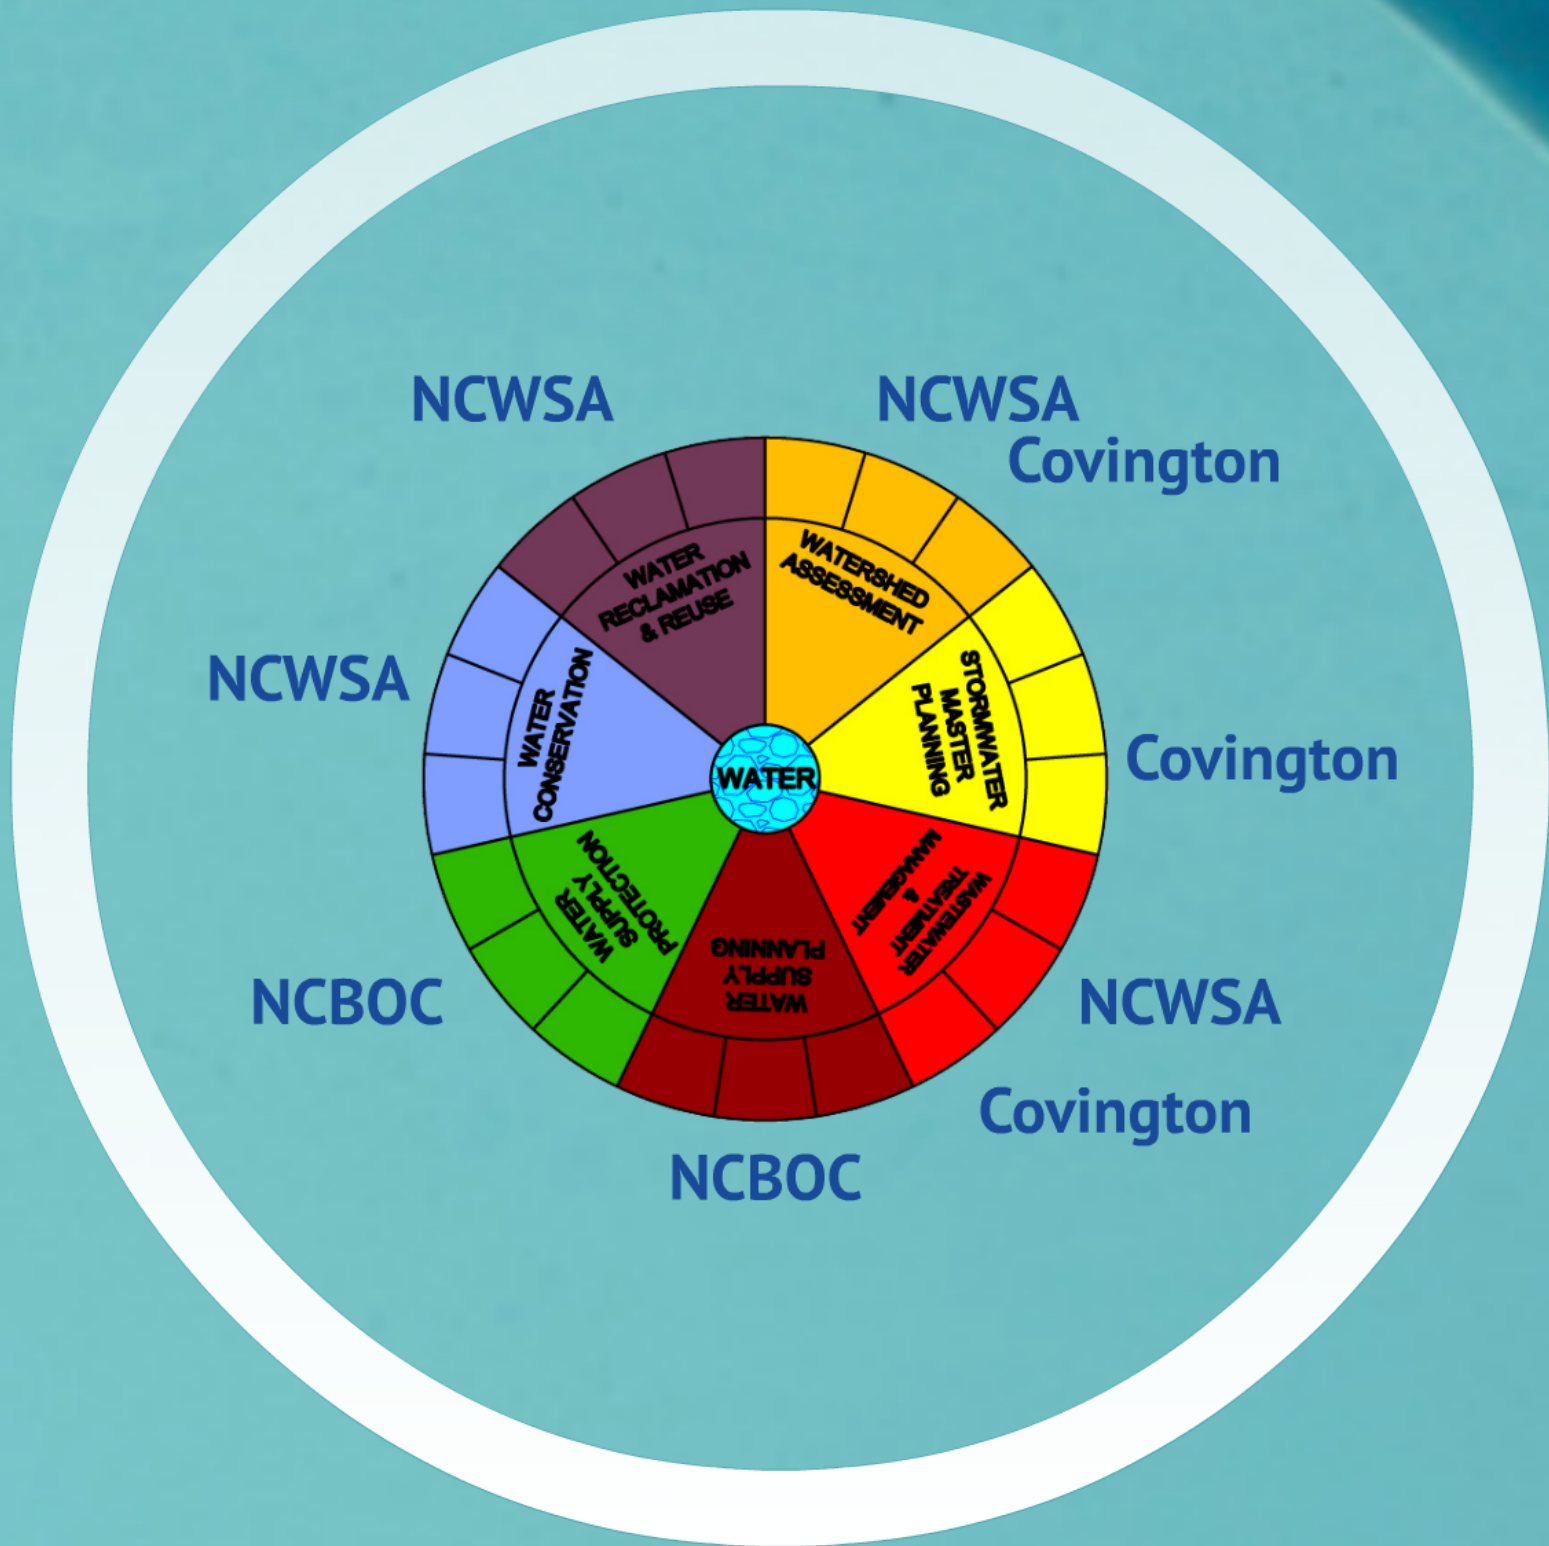 NCWSA
NCWSA
Covington
WATER
RECLAMATION
& REUSE
WATERSHED
ASSESSMENT
NCWSA
WATER
CONSERVATION
STORMWATER
MASTER
PLANNING
Covington
WATER
WATER
SUPPLY
PROTECTION
WASTEWATER
TREATMENT
&
MANAGEMENT
WATER
SUPPLY
PLANNING
NCBOC
NCWSA
Covington
NCBOC